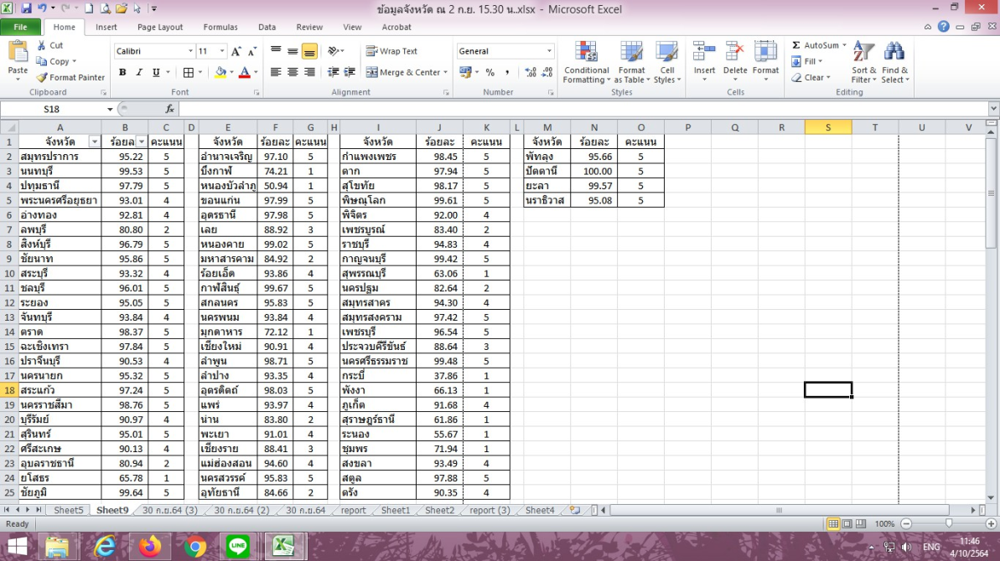 ข้อมูลจังหวัด ณ 2 ก.ย. 15.30 น..xlsx - Microsoft Excel
File Home Insert Page Layout Formulas Data Review View Acrobat
Paste Cut Copy Format Painter Clipboard
Calibri 11 A A B I U A Font
Wrap Text Merge & Center Alignment
General % , Number
Conditional Formatting Format as Table Cell Styles Styles
Insert Delete Format Cells
Σ AutoSum Fill Clear Sort & Filter Find & Select Editing
S18 fx
A B C D E F G H I J K L M N O P Q R S T U V
1 จังหวัด ร้อยล คะแนน จังหวัด ร้อยละ คะแนน จังหวัด ร้อยละ คะแนน จังหวัด ร้อยละ คะแนน
2 สมุทรปราการ 95.22 5 อำนาจเจริญ 97.10 5 กำแพงเพชร 98.45 5 พัทลุง 95.66 5
3 นนทบุรี 99.53 5 บึงกาฬ 74.21 1 ตาก 97.94 5 ปัตตานี 100.00 5
4 ปทุมธานี 97.79 5 หนองบัวลำภู 50.94 1 สุโขทัย 98.17 5 ยะลา 99.57 5
5 พระนครศรีอยุธยา 93.01 4 ขอนแก่น 97.99 5 พิษณุโลก 99.61 5 นราธิวาส 95.08 5
6 อ่างทอง 92.81 4 อุดรธานี 97.98 5 พิจิตร 92.00 4
7 ลพบุรี 80.80 2 เลย 88.92 3 เพชรบูรณ์ 83.40 2
8 สิงห์บุรี 96.79 5 หนองคาย 99.02 5 ราชบุรี 94.83 4
9 ชัยนาท 95.86 5 มหาสารคาม 84.92 2 กาญจนบุรี 99.42 5
10 สระบุรี 93.32 4 ร้อยเอ็ด 93.86 4 สุพรรณบุรี 63.06 1
11 ชลบุรี 96.01 5 กาฬสินธุ์ 99.67 5 นครปฐม 82.64 2
12 ระยอง 95.05 5 สกลนคร 95.83 5 สมุทรสาคร 94.30 4
13 จันทบุรี 93.84 4 นครพนม 93.84 4 สมุทรสงคราม 97.42 5
14 ตราด 98.37 5 มุกดาหาร 72.12 1 เพชรบุรี 96.54 5
15 ฉะเชิงเทรา 97.84 5 เชียงใหม่ 90.91 4 ประจวบคีรีขันธ์ 88.64 3
16 ปราจีนบุรี 90.53 4 ลำพูน 98.71 5 นครศรีธรรมราช 99.48 5
17 นครนายก 95.32 5 ลำปาง 93.35 4 กระบี่ 37.86 1
18 สระแก้ว 97.24 5 อุตรดิตถ์ 98.03 5 พังงา 66.13 1
19 นครราชสีมา 98.76 5 แพร่ 93.97 4 ภูเก็ต 91.68 4
20 บุรีรัมย์ 90.97 4 น่าน 83.80 2 สุราษฎร์ธานี 61.86 1
21 สุรินทร์ 95.01 5 พะเยา 91.01 4 ระนอง 55.67 1
22 ศรีสะเกษ 90.13 4 เชียงราย 88.41 3 ชุมพร 71.94 1
23 อุบลราชธานี 80.94 2 แม่ฮ่องสอน 94.60 4 สงขลา 93.49 4
24 ยโสธร 65.78 1 นครสวรรค์ 95.83 5 สตูล 97.88 5
25 ชัยภูมิ 99.64 5 อุทัยธานี 84.66 2 ตรัง 90.35 4
Sheet5 Sheet9 30 ก.ย.64 (3) 30 ก.ย.64 (2) 30 ก.ย.64 report Sheet1 Sheet2 report (3) Sheet4
Ready 100%
LINE ENG 11:46
4/10/2564